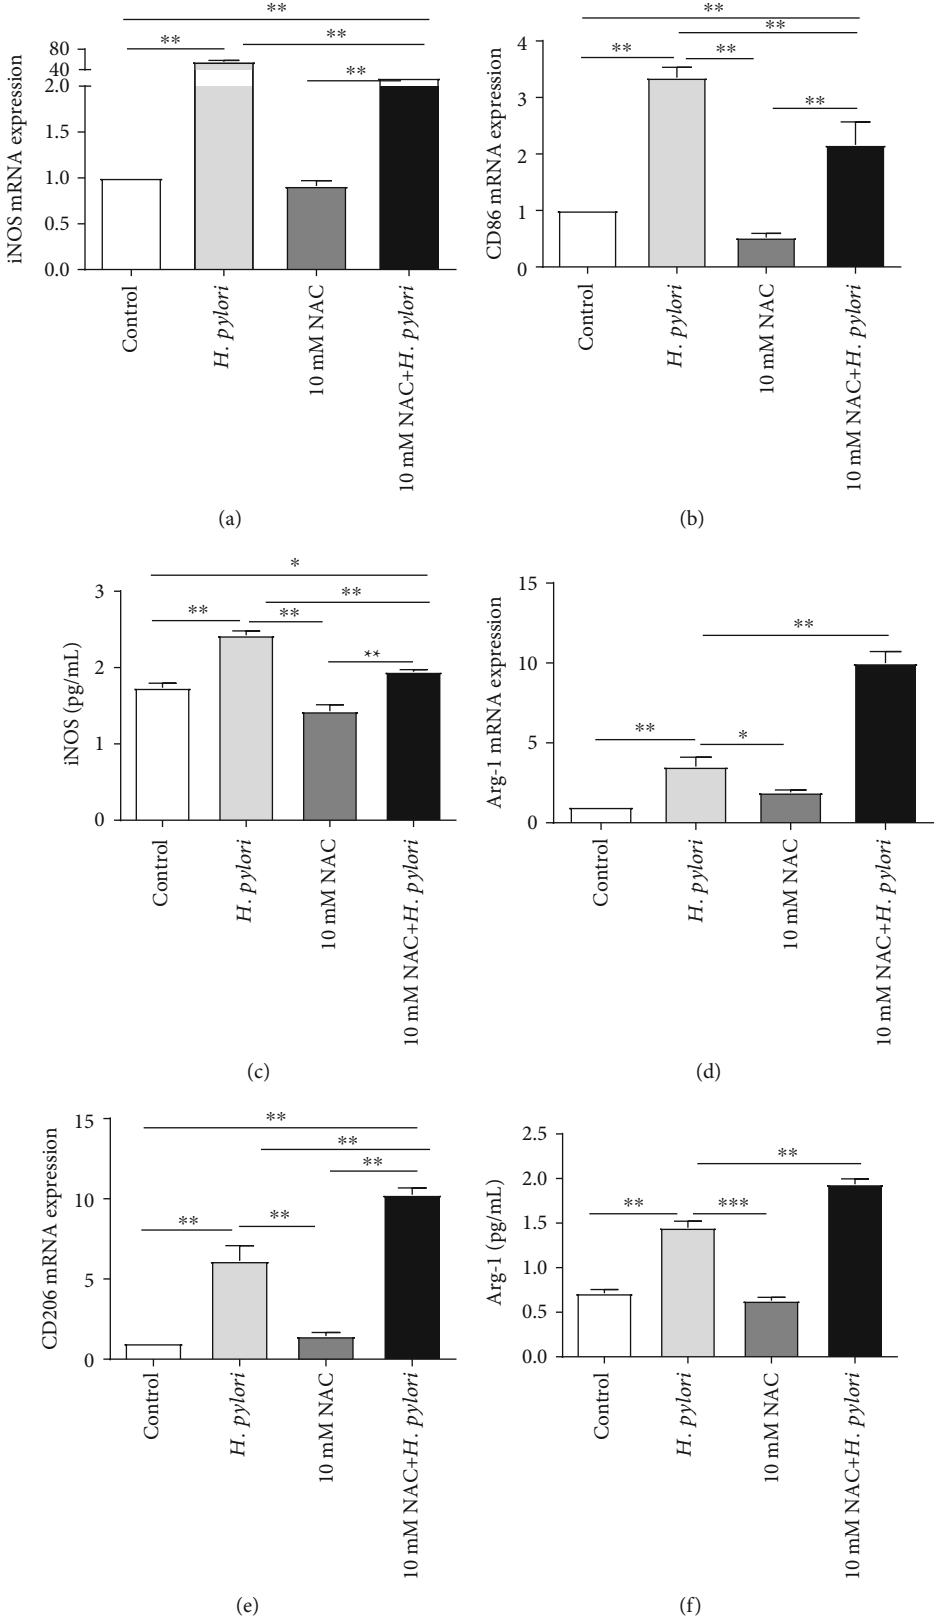 iNOS mRNA expression
80
40
2.0
1.5
1.0
0.5
0.0
**
**
**
**
Control
H. pylori
10 mM NAC
10 mM NAC+H. pylori
(a)
CD86 mRNA expression
4
3
2
1
0
**
**
**
**
**
Control
H. pylori
10 mM NAC
10 mM NAC+H. pylori
(b)
iNOS (pg/mL)
3
2
1
0
*
**
**
**
**
Control
H. pylori
10 mM NAC
10 mM NAC+H. pylori
(c)
Arg-1 mRNA expression
15
10
5
0
**
**
*
Control
H. pylori
10 mM NAC
10 mM NAC+H. pylori
(d)
CD206 mRNA expression
15
10
5
0
**
**
**
**
**
Control
H. pylori
10 mM NAC
10 mM NAC+H. pylori
(e)
Arg-1 (pg/mL)
2.5
2.0
1.5
1.0
0.5
0.0
**
**
***
Control
H. pylori
10 mM NAC
10 mM NAC+H. pylori
(f)